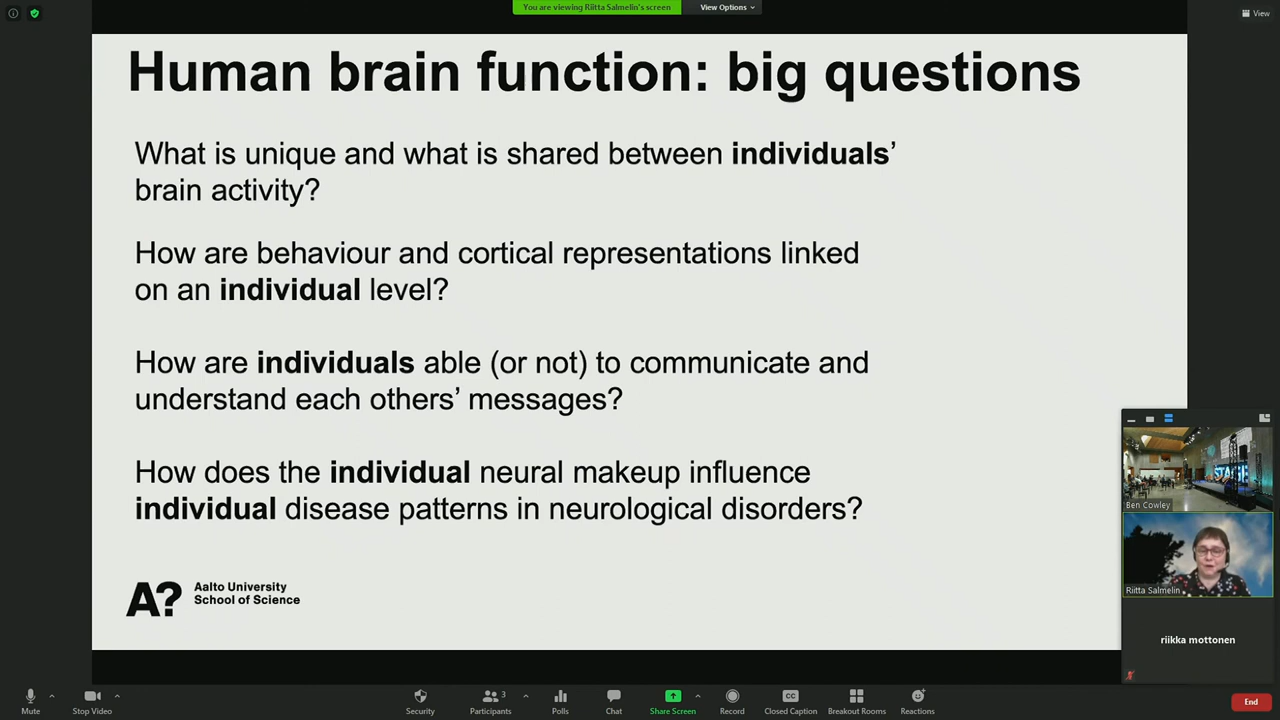 You are viewing Riitta Salmelin's screen
View Options
View
Human brain function: big questions
What is unique and what is shared between individuals’
brain activity?
How are behaviour and cortical representations linked
on an individual level?
How are individuals able (or not) to communicate and
understand each others’ messages?
How does the individual neural makeup influence
individual disease patterns in neurological disorders?
A?
Aalto University
School of Science
STAGE
Ben Cowley
Riitta Salmelin
riikka mottonen
Mute
Stop Video
Security
Participants
3
Polls
Chat
Share Screen
Record
Closed Caption
Breakout Rooms
Reactions
End